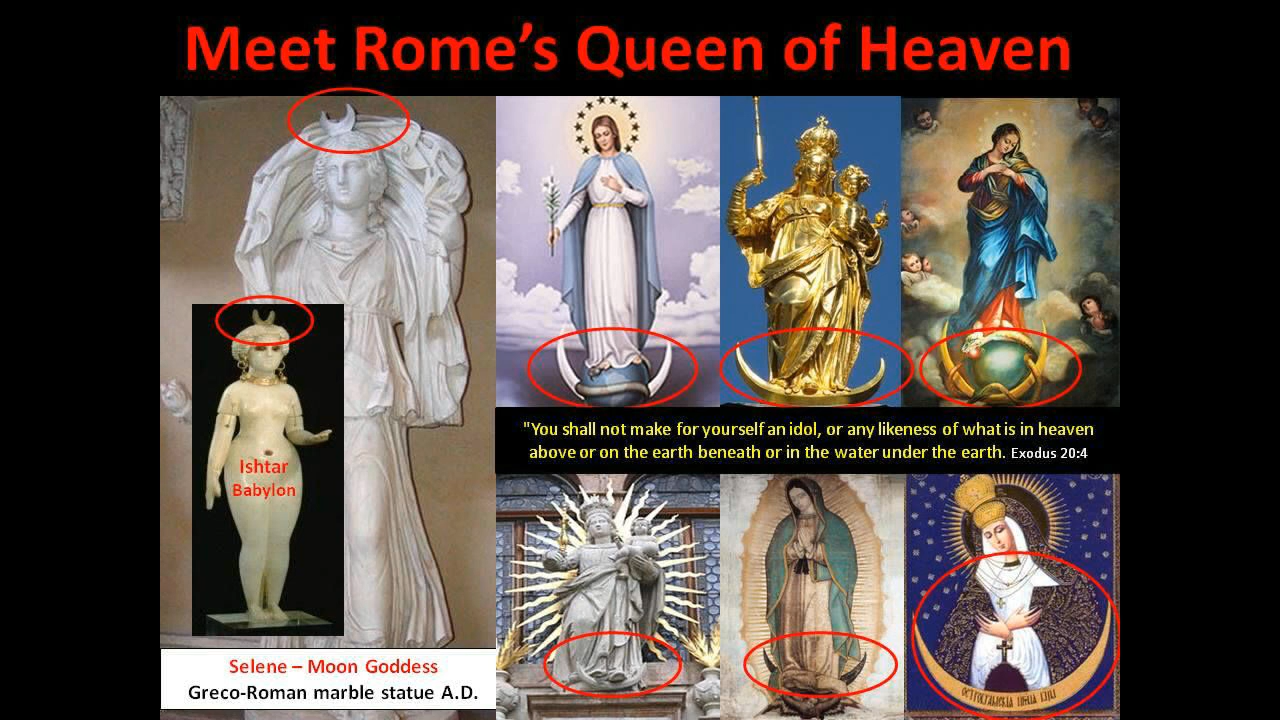 Meet Rome’s Queen of Heaven
Ishtar
Babylon
"You shall not make for yourself an idol, or any likeness of what is in heaven
above or on the earth beneath or in the water under the earth. Exodus 20:4
Selene – Moon Goddess
Greco-Roman marble statue A.D.